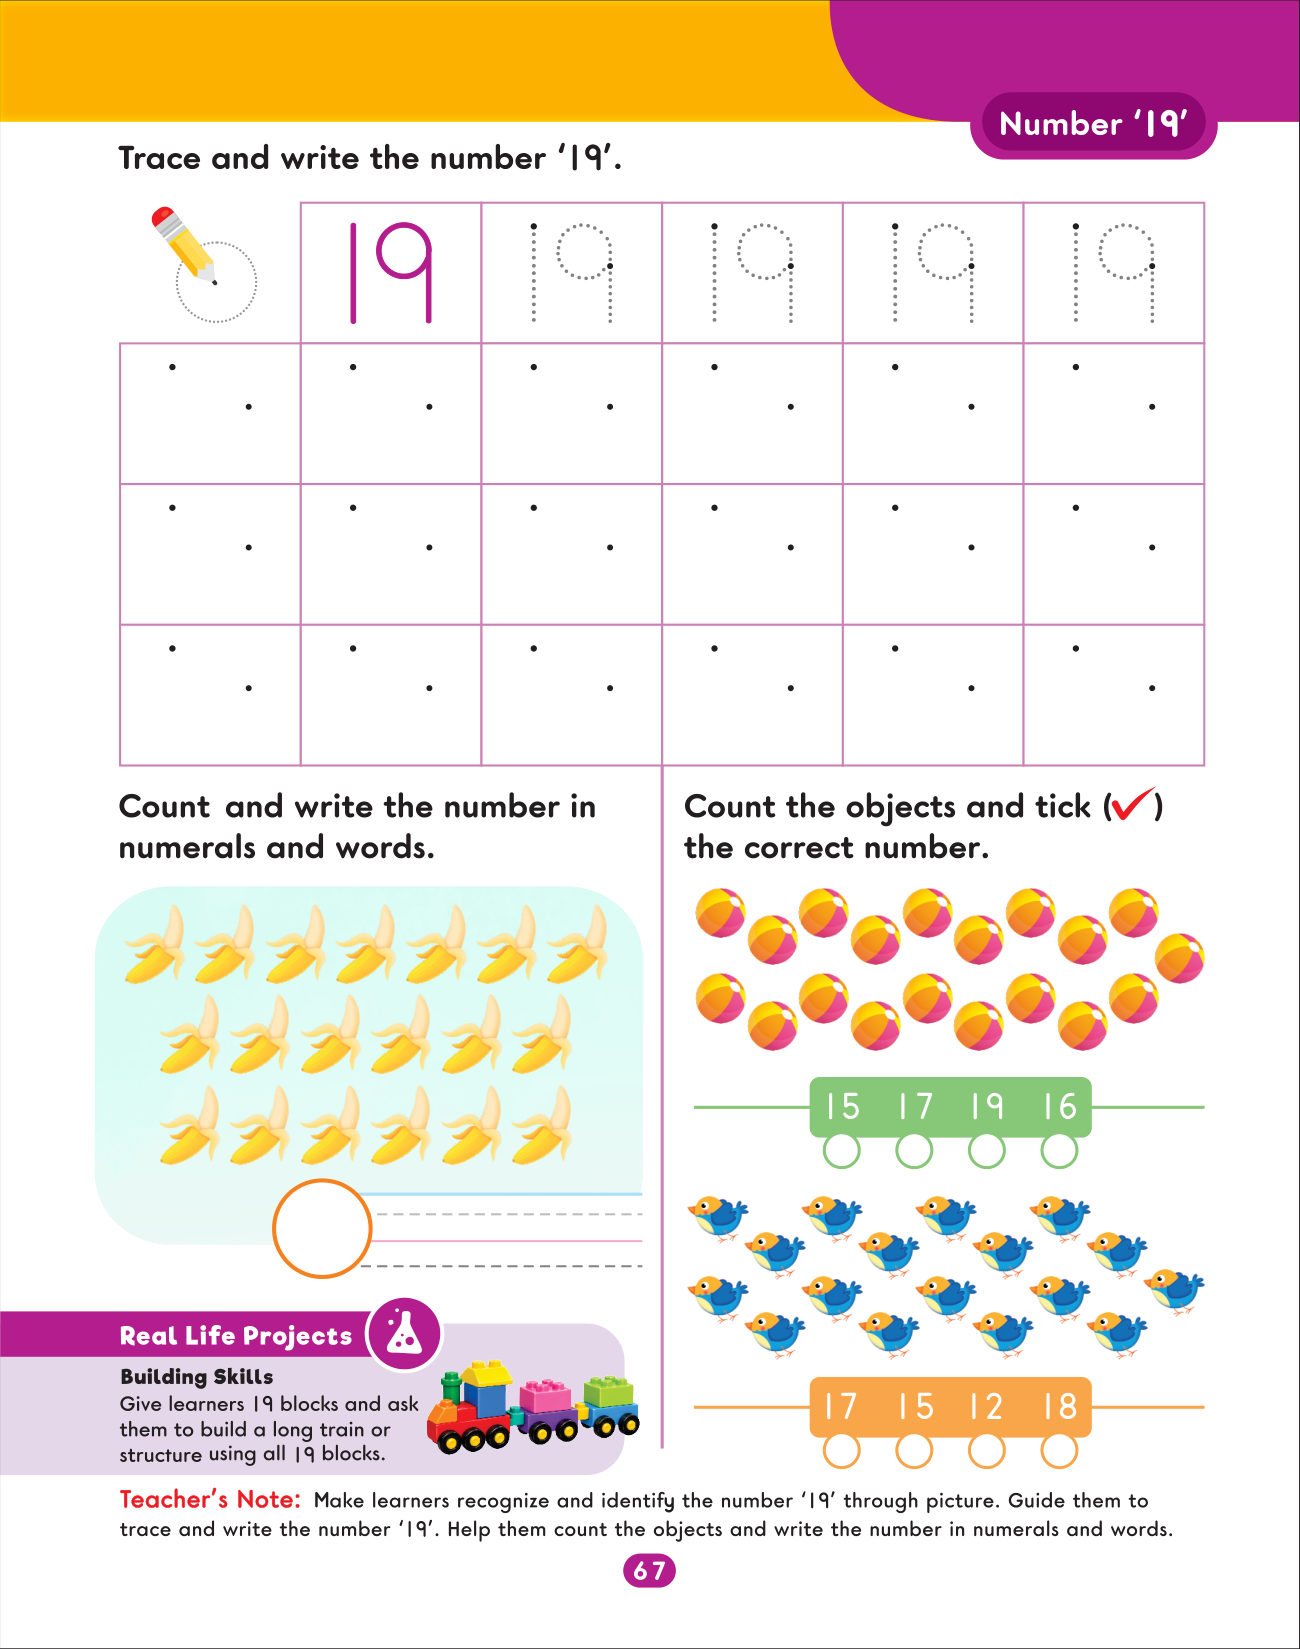 Number ‘19’
Trace and write the number ‘19’.
19 19 19 19 19
Count and write the number in
numerals and words.
Count the objects and tick (✓)
the correct number.
15 17 19 16
17 15 12 18
Real Life Projects
Building Skills
Give learners 19 blocks and ask
them to build a long train or
structure using all 19 blocks.
Teacher’s Note: Make learners recognize and identify the number ‘19’ through picture. Guide them to
trace and write the number ‘19’. Help them count the objects and write the number in numerals and words.
67